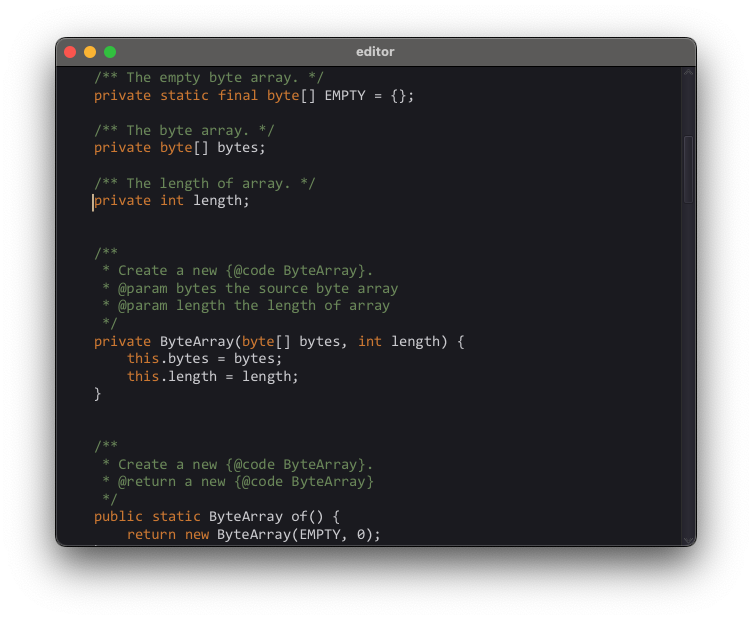 editor
/** The empty byte array. */
private static final byte[] EMPTY = {};
/** The byte array. */
private byte[] bytes;
/** The length of array. */
private int length;
/**
* Create a new {@code ByteArray}.
* @param bytes the source byte array
* @param length the length of array
*/
private ByteArray(byte[] bytes, int length) {
this.bytes = bytes;
this.length = length;
}
/**
* Create a new {@code ByteArray}.
* @return a new {@code ByteArray}
*/
public static ByteArray of() {
return new ByteArray(EMPTY, 0);